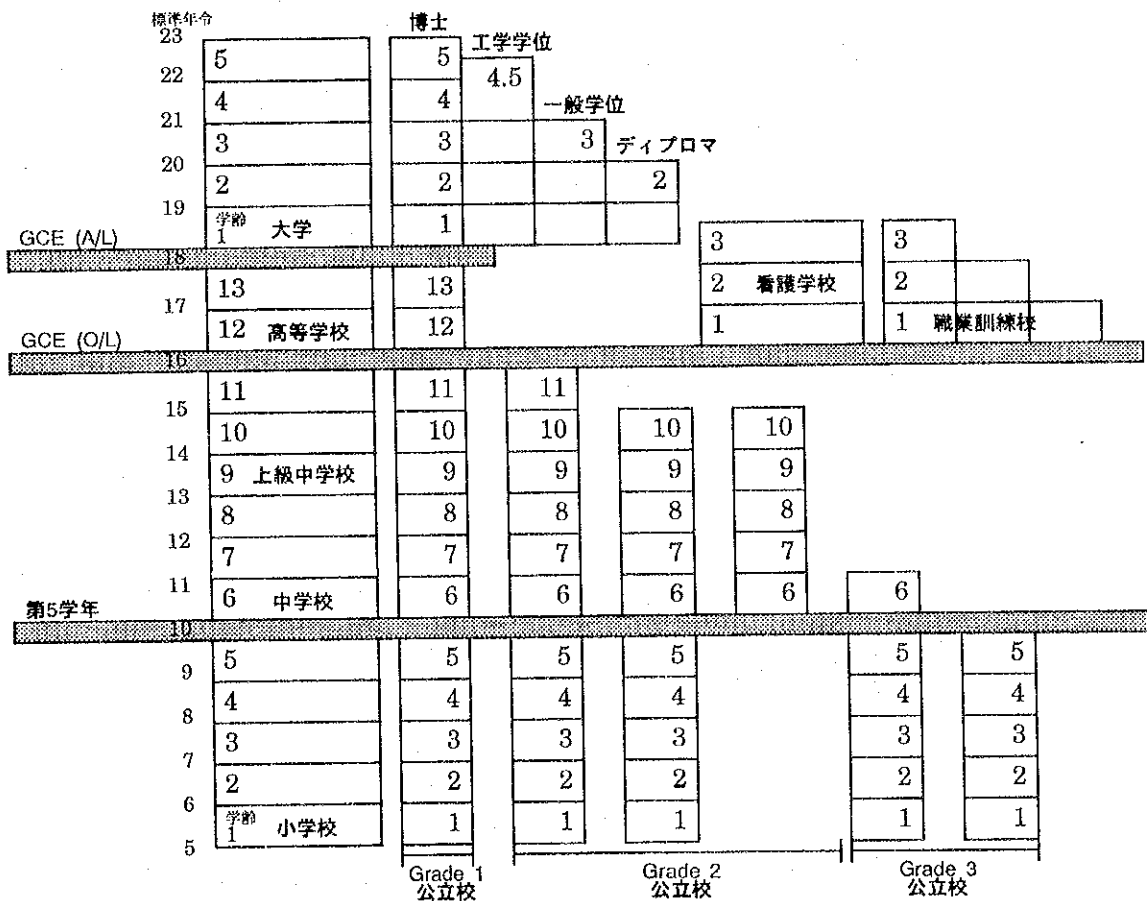 標準年令
23 博士
5 5 工学学位
22 4.5
4 4 一般学位
21
3 3 3 ディプロマ
20
2 2 2
19
学齢
1 大学 1
GCE (A/L)
18
3 3
13 13 2 看護学校 2
17
12 高等学校 12 1 1 職業訓練校
GCE (O/L)
16
11 11 11
15
10 10 10 10 10
14
9 上級中学校 9 9 9 9
13
8 8 8 8 8
12
7 7 7 7 7
11
6 中学校 6 6 6 6 6
第5学年
10
5 5 5 5 5 5
9
4 4 4 4 4 4
8
3 3 3 3 3 3
7
2 2 2 2 2 2
6
学齢
1 小学校 1 1 1 1 1
5
Grade 1 Grade 2 Grade 3
公立校 公立校 公立校